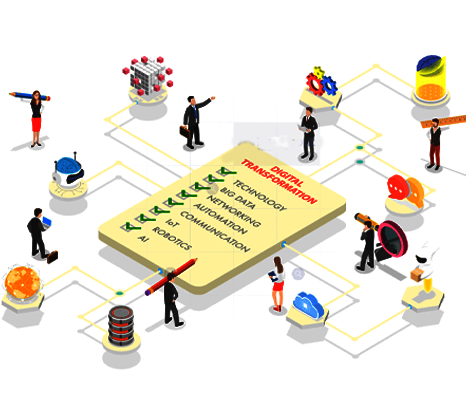 DIGITAL
TRANSFORMATION
TECHNOLOGY
BIG DATA
NETWORKING
AUTOMATION
COMMUNICATION
IoT
ROBOTICS
AI